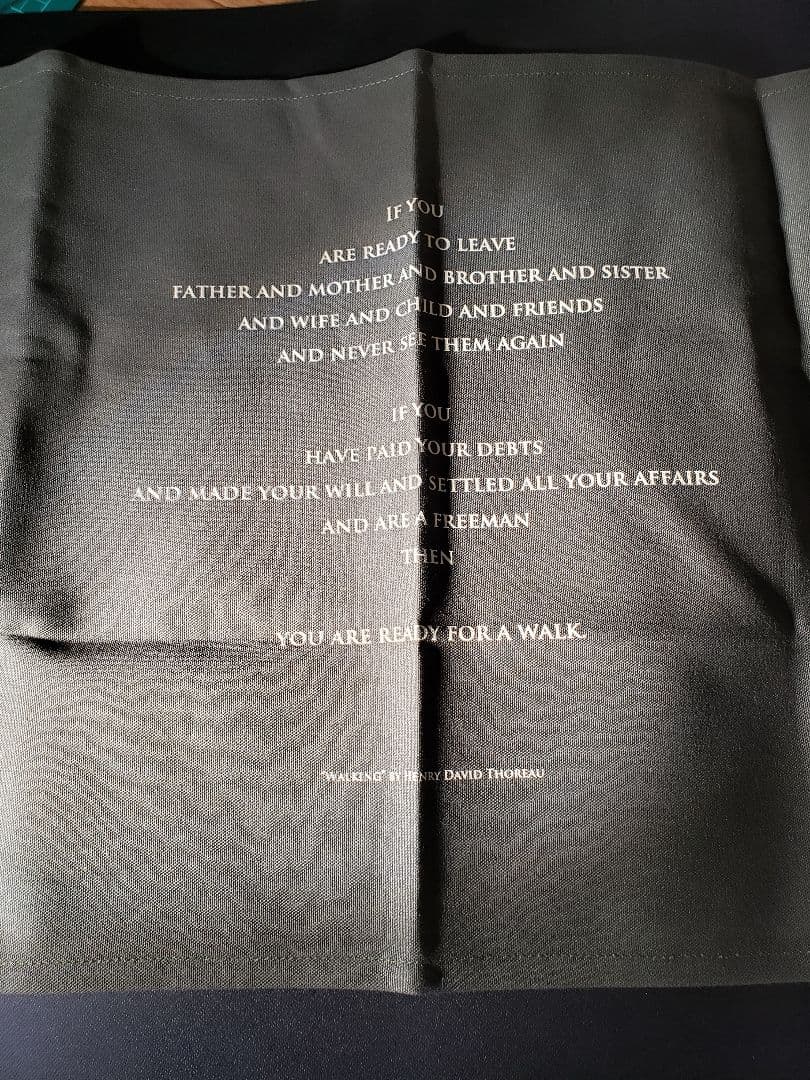 IF YOU
ARE READY TO LEAVE
FATHER AND MOTHER AND BROTHER AND SISTER
AND WIFE AND CHILD AND FRIENDS
AND NEVER SEE THEM AGAIN
IF YOU
HAVE PAID YOUR DEBTS
AND MADE YOUR WILL AND SETTLED ALL YOUR AFFAIRS
AND ARE A FREEMAN
THEN
YOU ARE READY FOR A WALK.
"WALKING" BY HENRY DAVID THOREAU